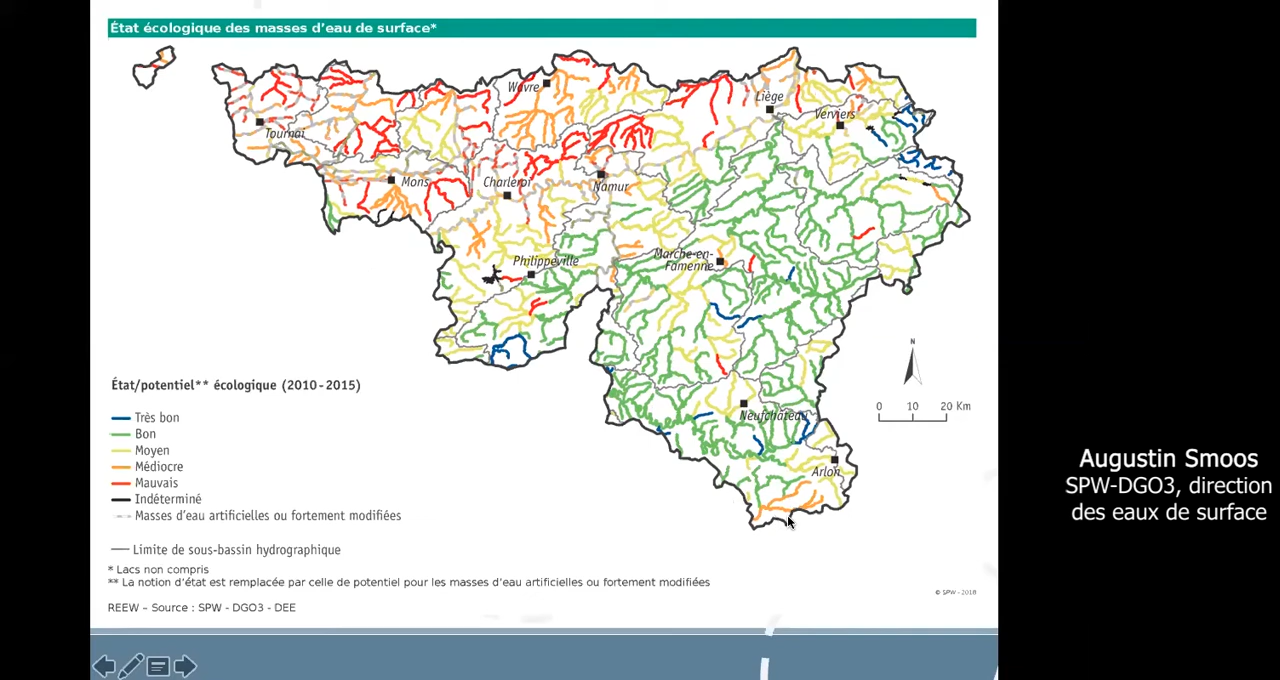 État écologique des masses d'eau de surface*
Wavre
Liège
Verviers
Tournai
Mons
Charleroi
Namur
Philippeville
Marche-en-
Famenne
N
État/potentiel** écologique (2010-2015)
0 10 20 Km
Neufchâteau
Très bon
Bon
Moyen
Médiocre
Arlon
Mauvais
Indéterminé
Masses d'eau artificielles ou fortement modifiées
Limite de sous-bassin hydrographique
* Lacs non compris
** La notion d'état est remplacée par celle de potentiel pour les masses d'eau artificielles ou fortement modifiées
© SPW - 2018
REEW – Source : SPW - DGO3 - DEE
Augustin Smoos
SPW-DGO3, direction
des eaux de surface